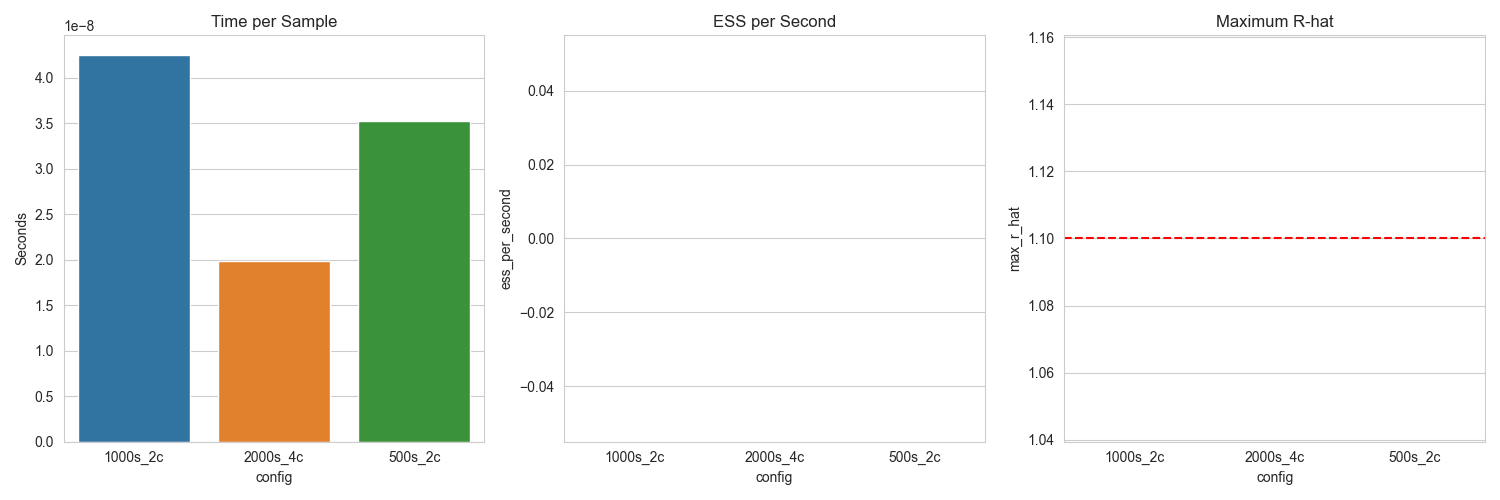 Time per Sample
1e−8
4.0
3.5
3.0
2.5
2.0
1.5
1.0
0.5
0.0
Seconds
1000s_2c
2000s_4c
500s_2c
config
ESS per Second
0.04
0.02
0.00
−0.02
−0.04
ess_per_second
1000s_2c
2000s_4c
500s_2c
config
Maximum R-hat
1.16
1.14
1.12
1.10
1.08
1.06
1.04
max_r_hat
1000s_2c
2000s_4c
500s_2c
config